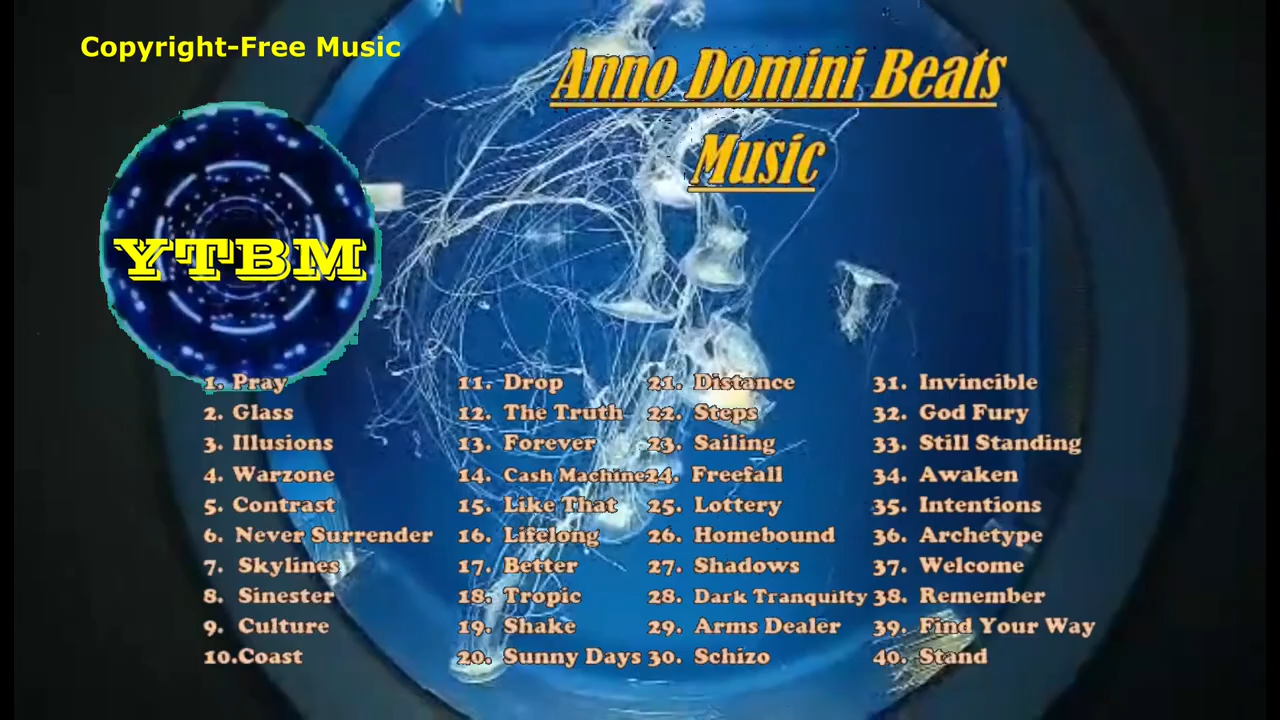 Copyright-Free Music
Anno Domini Beats
Music
YTBM
1. Pray
2. Glass
3. Illusions
4. Warzone
5. Contrast
6. Never Surrender
7. Skylines
8. Sinester
9. Culture
10.Coast
11. Drop
12. The Truth
13. Forever
14. Cash Machine
15. Like That
16. Lifelong
17. Better
18. Tropic
19. Shake
20. Sunny Days
21. Distance
22. Steps
23. Sailing
24. Freefall
25. Lottery
26. Homebound
27. Shadows
28. Dark Tranquilty
29. Arms Dealer
30. Schizo
31. Invincible
32. God Fury
33. Still Standing
34. Awaken
35. Intentions
36. Archetype
37. Welcome
38. Remember
39. Find Your Way
40. Stand